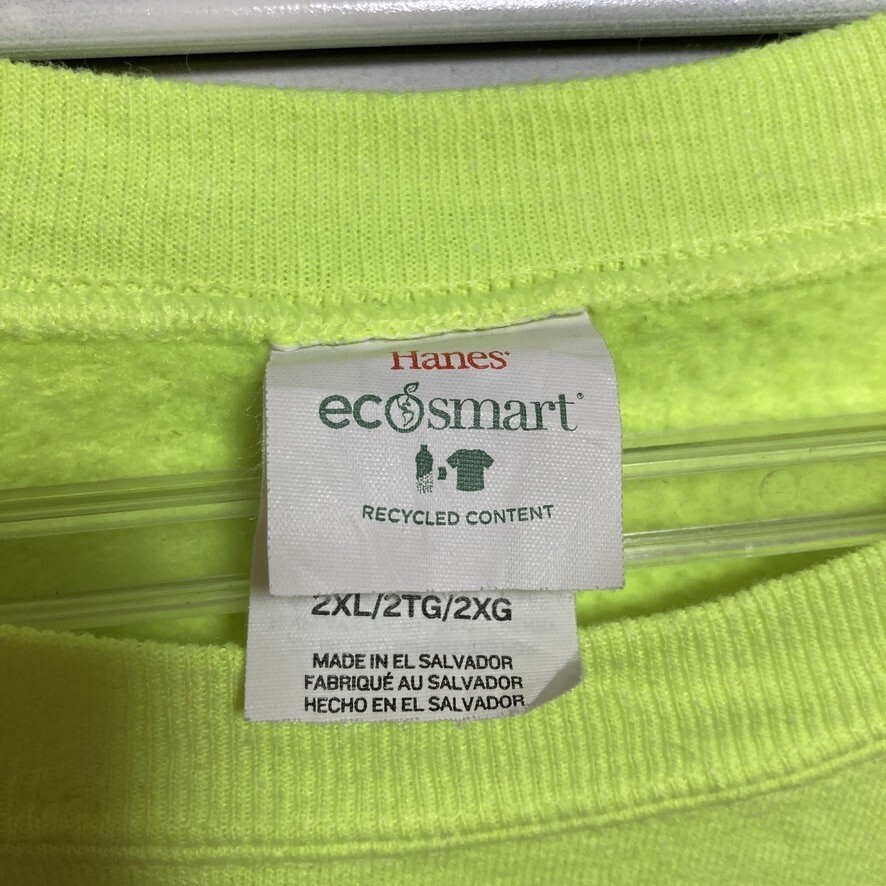 Hanes
ecosmart®
RECYCLED CONTENT
2XL/2TG/2XG
MADE IN EL SALVADOR
FABRIQUÉ AU SALVADOR
HECHO EN EL SALVADOR